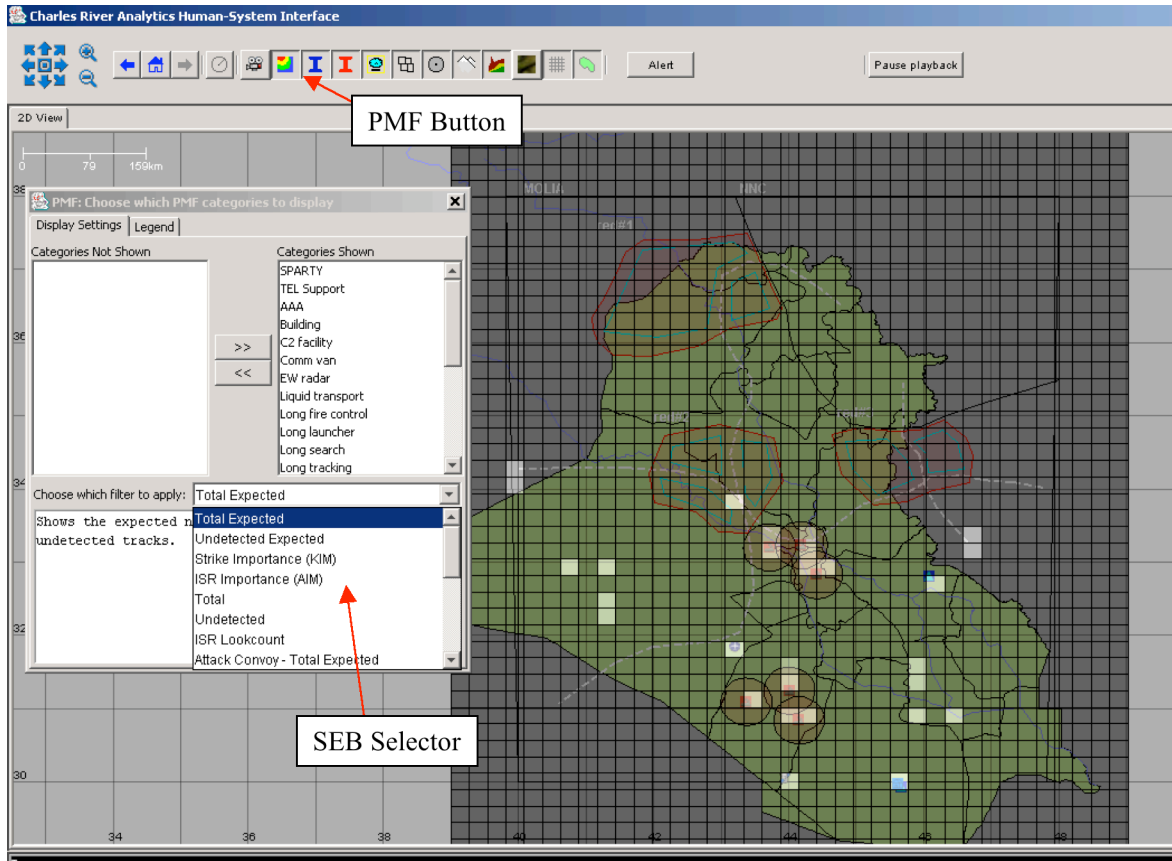 Charles River Analytics Human-System Interface
Alert
Pause playback
PMF Button
2D View
0 79 159km
38
MOLIA
NNC
red#1
PMF: Choose which PMF categories to display
Display Settings
Legend
Categories Not Shown
Categories Shown
SPARTY
TEL Support
AAA
Building
C2 facility
Comm van
EW radar
Liquid transport
Long fire control
Long launcher
Long search
Long tracking
>>
<<
36
34
Choose which filter to apply:
Total Expected
Shows the expected n
undetected tracks.
Total Expected
Undetected Expected
Strike Importance (KIM)
ISR Importance (AIM)
Total
Undetected
ISR Lookcount
Attack Convoy - Total Expected
32
SEB Selector
30
34 36 38 40 42 44 46 48